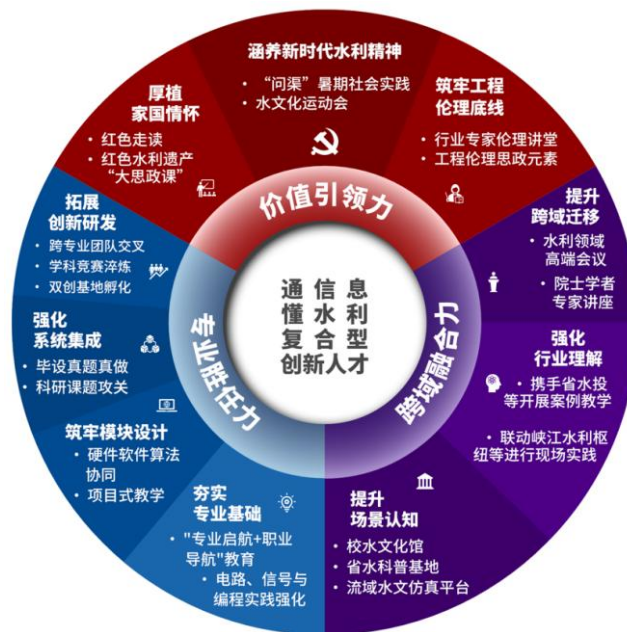 涵养新时代水利精神
• “问渠”暑期社会实践
• 水文化运动会
筑牢工程
伦理底线
• 行业专家伦理讲堂
• 工程伦理思政元素
提升
跨域迁移
• 水利领域
高端会议
• 院士学者
专家讲座
强化
行业理解
• 携手省水投
等开展案例教学
• 联动峡江水利枢
纽等进行现场实践
提升
场景认知
• 校水文化馆
• 省水科普基地
• 流域水文仿真平台
夯实
专业基础
• "专业启航+职业
导航"教育
• 电路、信号与
编程实践强化
筑牢模块设计
• 硬件软件算法
协同
• 项目式教学
强化
系统集成
• 毕设真题真做
• 科研课题攻关
拓展
创新研发
• 跨专业团队交叉
• 学科竞赛淬炼
• 双创基地孵化
厚植
家国情怀
• 红色走读
• 红色水利遗产
“大思政课”
价值引领力
跨域融合力
专业胜任力
通信息
懂水利
复合型
创新人才